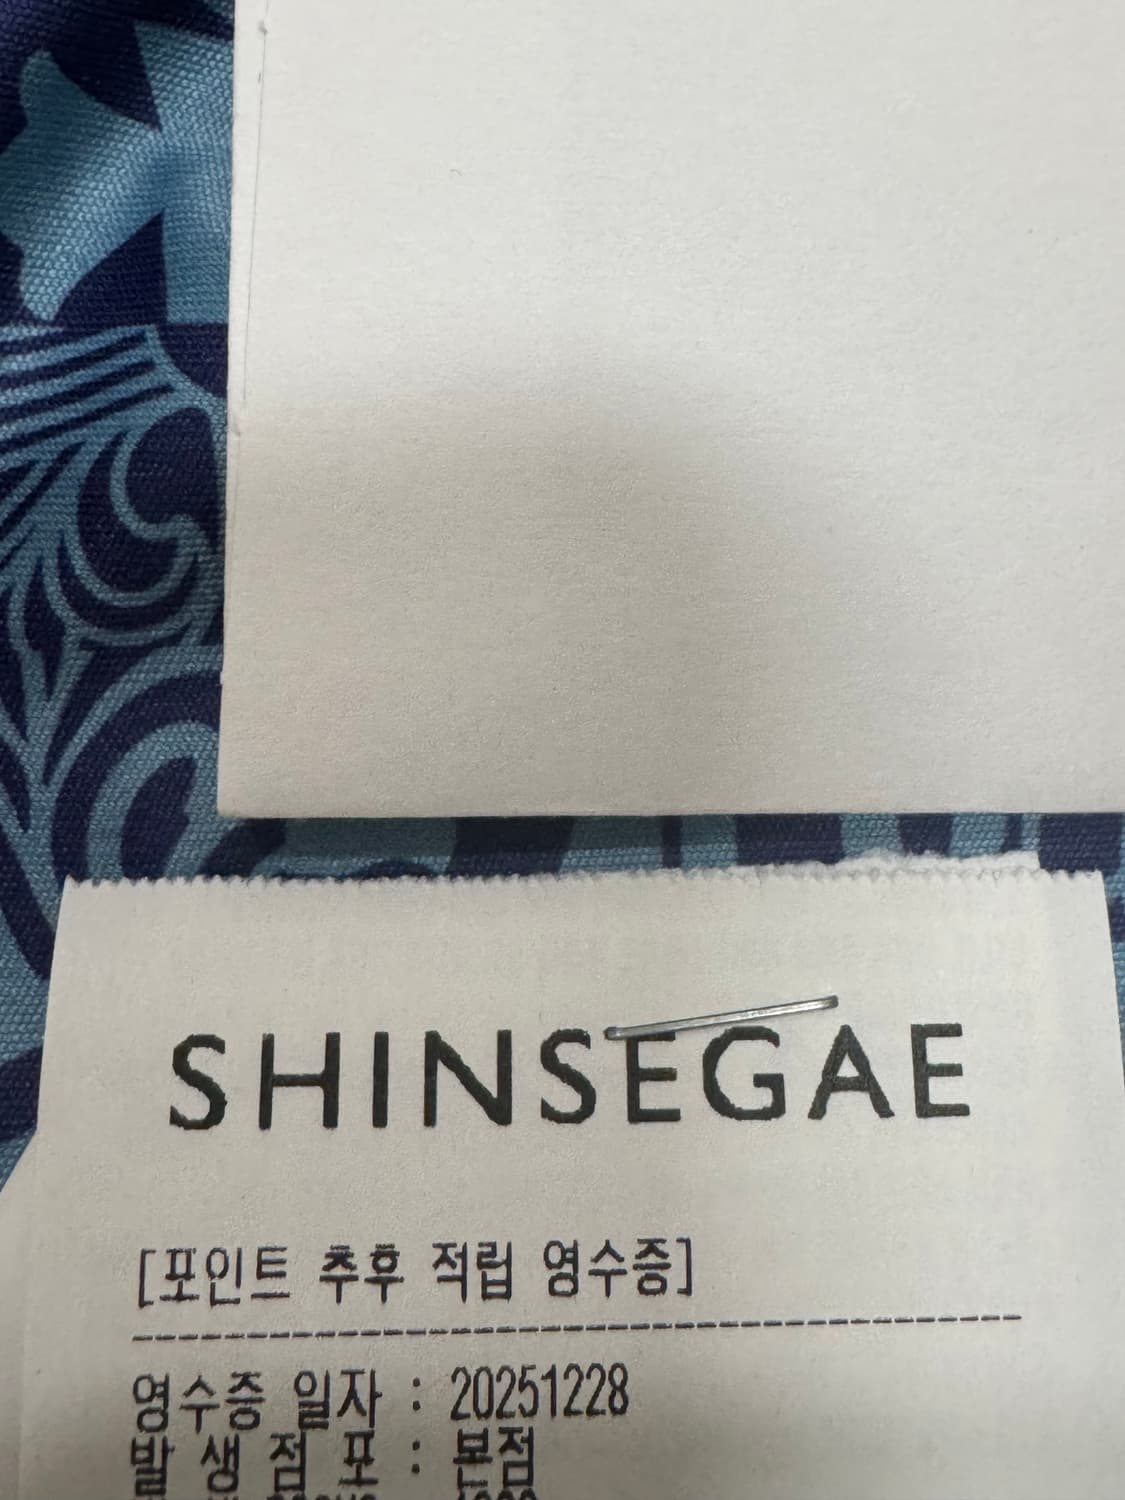 SHINSEGAE
[포인트 추후 적립 영수증]
영수증 일자 : 20251228
발 생 점 포 : 본점